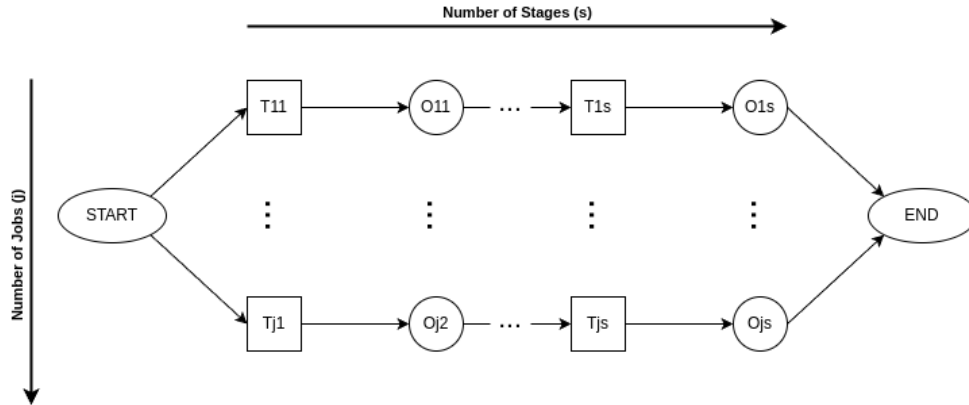 Number of Stages (s)
Number of Jobs (j)
START
T11
O11
...
T1s
O1s
END
Tj1
Oj2
...
Tjs
Ojs